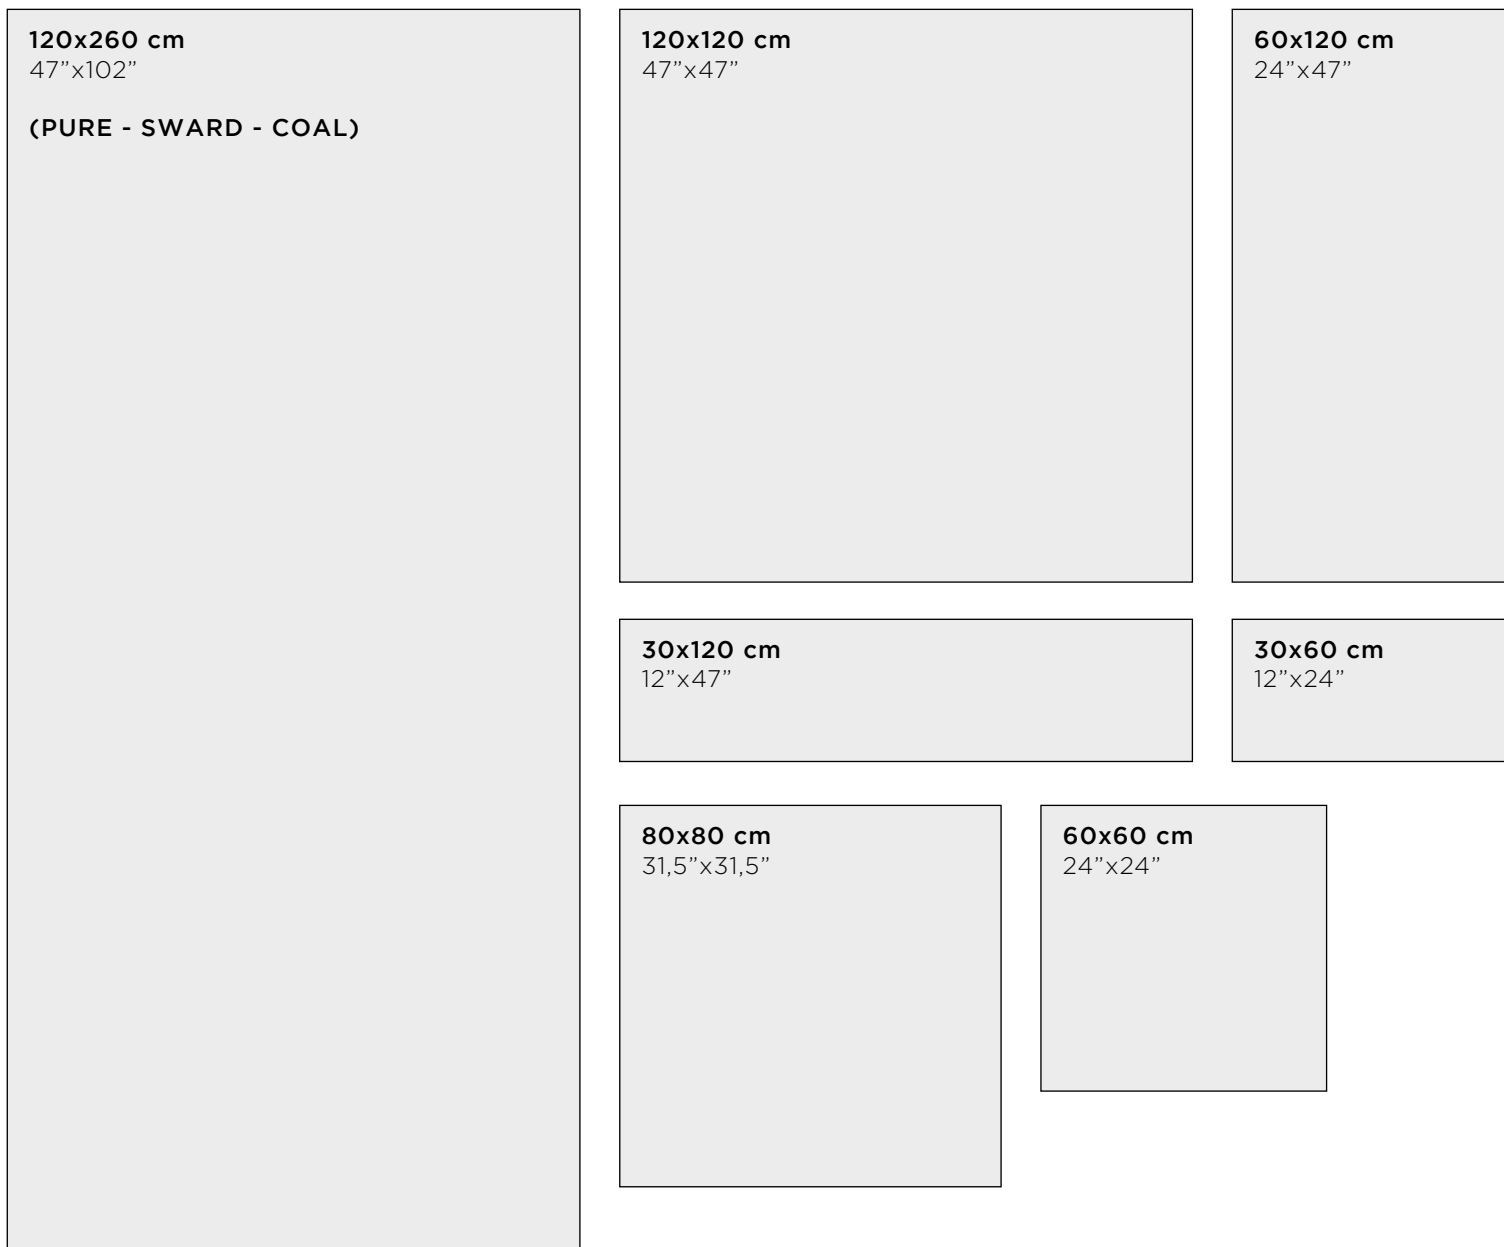 120x260 cm
47”x102”
(PURE - SWARD - COAL)
120x120 cm
47”x47”
60x120 cm
24”x47”
30x120 cm
12”x47”
30x60 cm
12”x24”
80x80 cm
31,5”x31,5”
60x60 cm
24”x24”